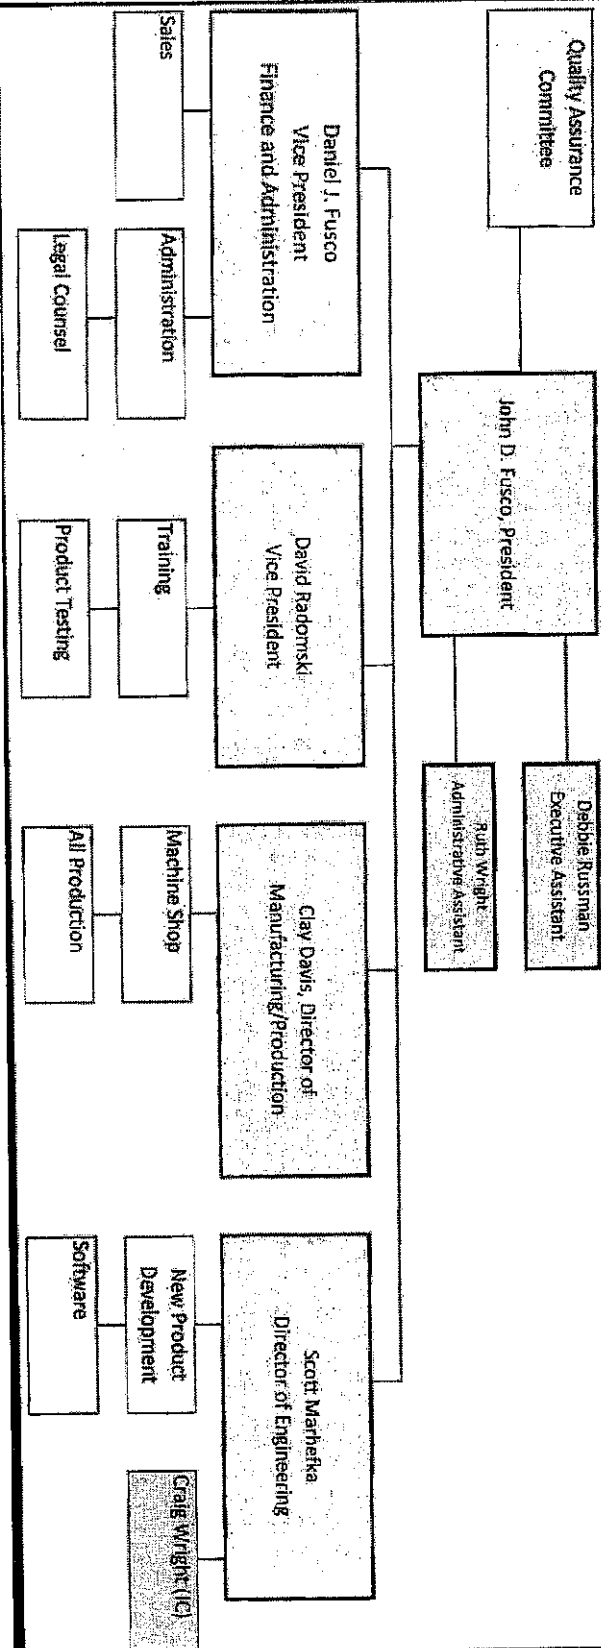 Quality Assurance
Committee
John D. Fusco, President
Debbie Russman
Executive Assistant
Ruth Wright
Administrative Assistant
Daniel J. Fusco
Vice President
Finance and Administration
David Radomski
Vice President
Clay Davis, Director of
Manufacturing/Production
Scott Marhefka
Director of Engineering
Sales
Administration
Training
Machine Shop
New Product
Development
Craig Wright (IC)
Legal Counsel
Product Testing
All Production
Software